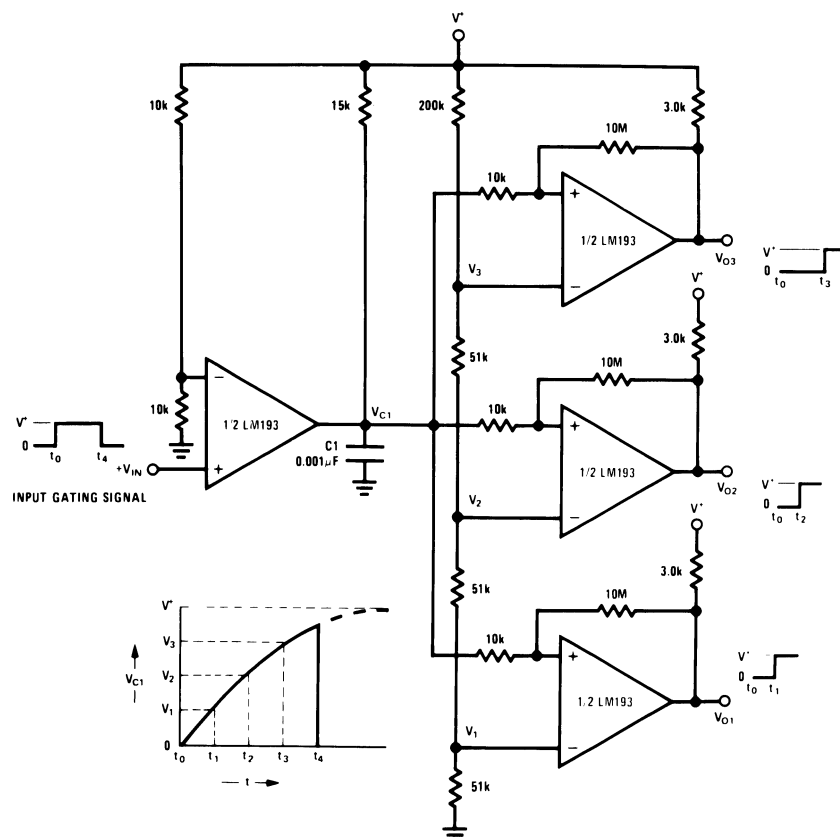 V+
10k
15k
200k
3.0k
10M
10k
+
1/2 LM193
−
V3
VO3
V+
0
t0
t3
V+
3.0k
51k
10M
10k
10k
−
1/2 LM193
+
VC1
C1
0.001µF
+
1/2 LM193
−
V2
VO2
V+
0
t0
t2
V+
0
t0
t4
+VIN
INPUT GATING SIGNAL
V+
3.0k
51k
10M
10k
+
1/2 LM193
−
V1
VO1
V+
0
t0
t1
51k
V+
V3
VC1
V2
V1
0
t0
t1
t2
t3
t4
t